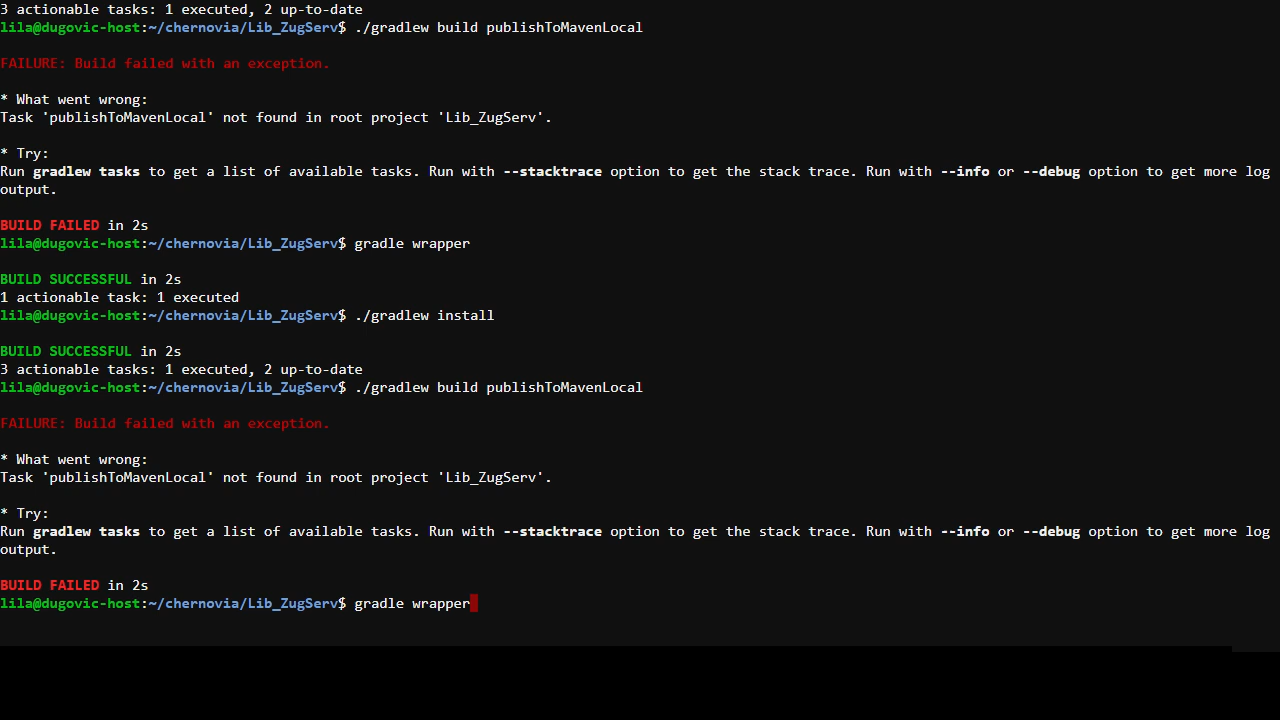 3 actionable tasks: 1 executed, 2 up-to-date
lila@dugovic-host:~/chernovia/Lib_ZugServ$ ./gradlew build publishToMavenLocal
FAILURE: Build failed with an exception.
* What went wrong:
Task 'publishToMavenLocal' not found in root project 'Lib_ZugServ'.
* Try:
Run gradlew tasks to get a list of available tasks. Run with --stacktrace option to get the stack trace. Run with --info or --debug option to get more log
output.
BUILD FAILED in 2s
lila@dugovic-host:~/chernovia/Lib_ZugServ$ gradle wrapper
BUILD SUCCESSFUL in 2s
1 actionable task: 1 executed
lila@dugovic-host:~/chernovia/Lib_ZugServ$ ./gradlew install
BUILD SUCCESSFUL in 2s
3 actionable tasks: 1 executed, 2 up-to-date
lila@dugovic-host:~/chernovia/Lib_ZugServ$ ./gradlew build publishToMavenLocal
FAILURE: Build failed with an exception.
* What went wrong:
Task 'publishToMavenLocal' not found in root project 'Lib_ZugServ'.
* Try:
Run gradlew tasks to get a list of available tasks. Run with --stacktrace option to get the stack trace. Run with --info or --debug option to get more log
output.
BUILD FAILED in 2s
lila@dugovic-host:~/chernovia/Lib_ZugServ$ gradle wrapper